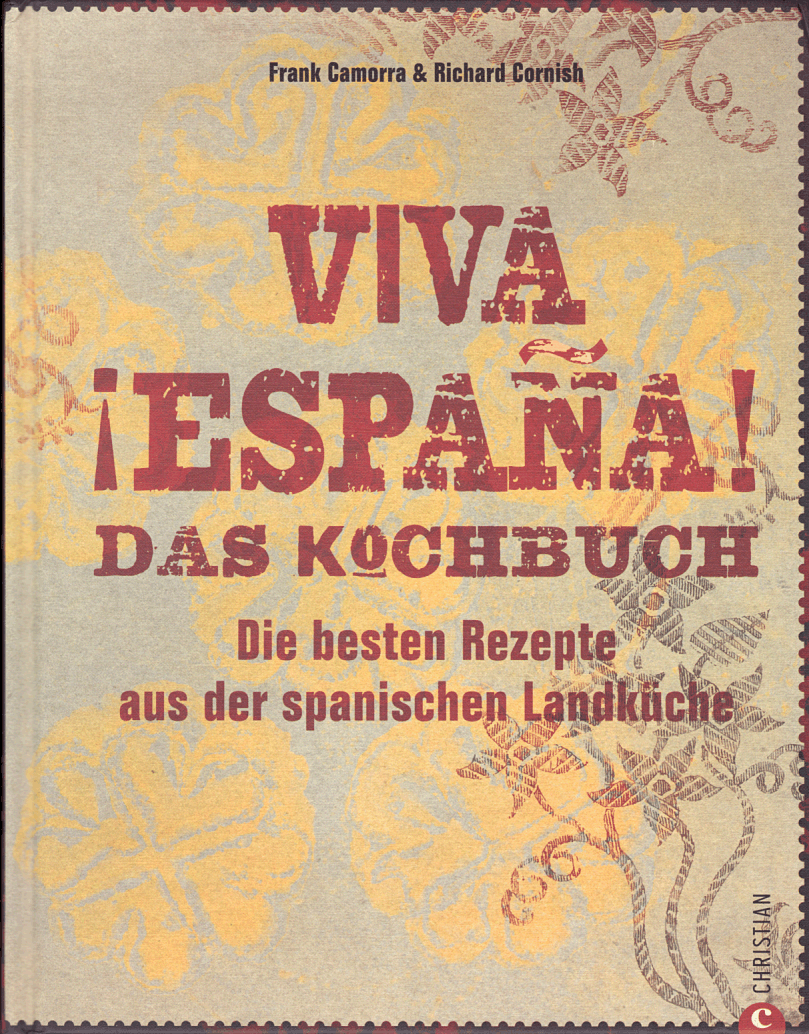 Frank Camorra & Richard Cornish
VIVA
¡ESPAÑA!
DAS KOCHBUCH
Die besten Rezepte
aus der spanischen Landküche
CHRISTIAN
C